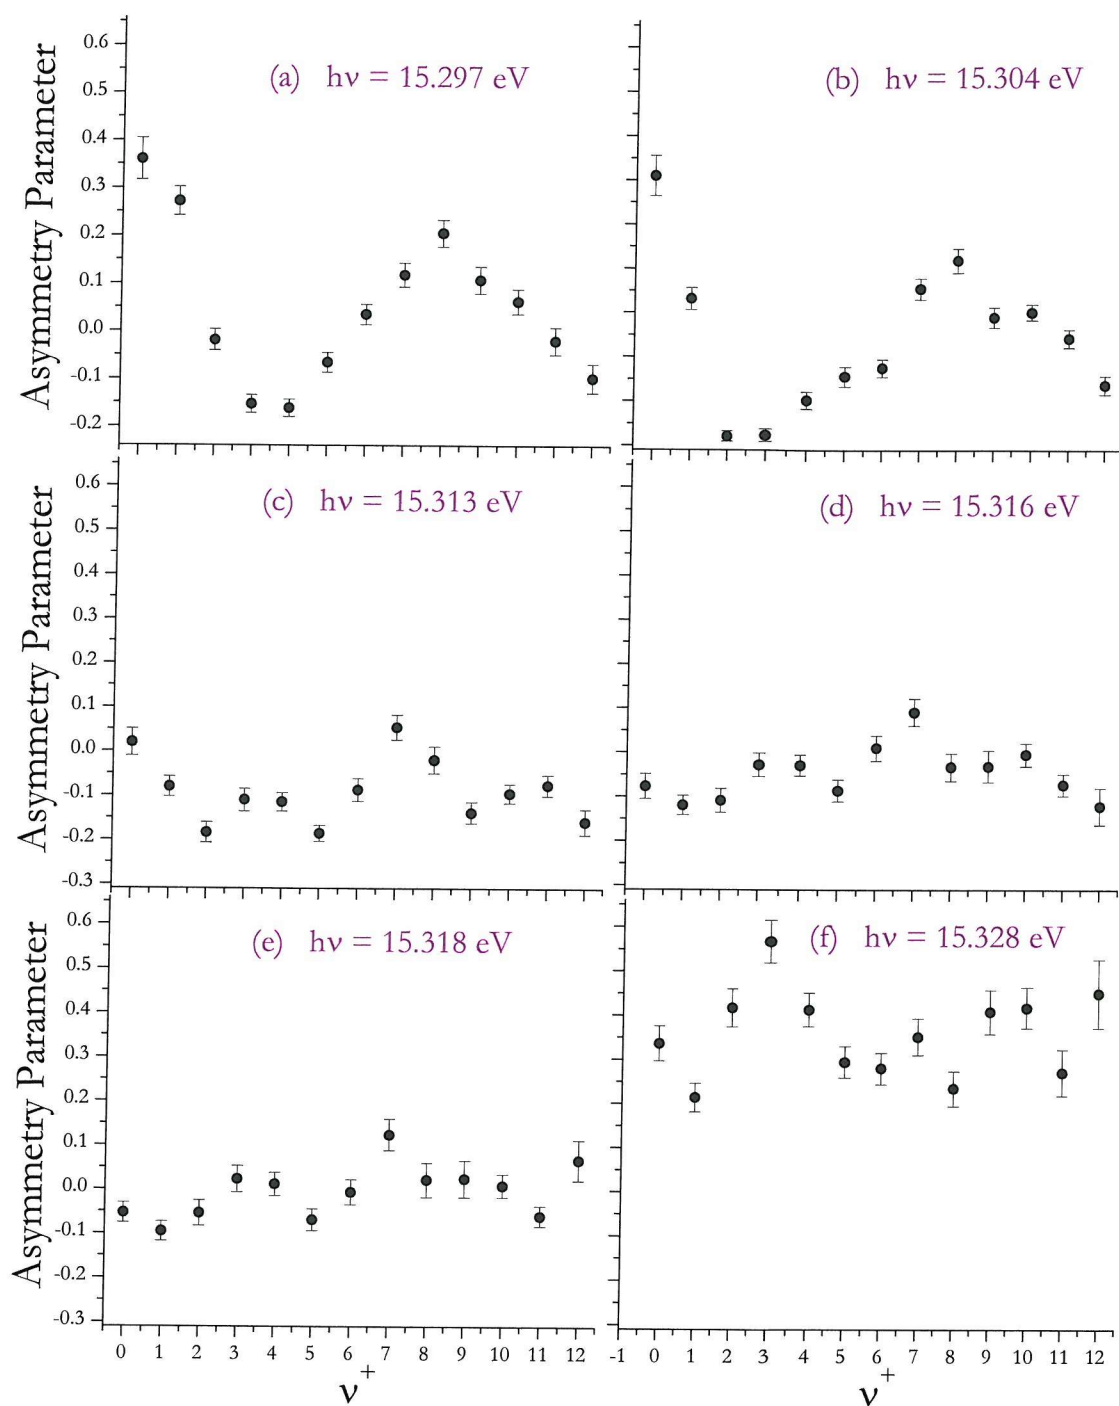 (a) hν = 15.297 eV
(b) hν = 15.304 eV
Asymmetry Parameter
0.6
0.5
0.4
0.3
0.2
0.1
0.0
-0.1
-0.2
(c) hν = 15.313 eV
(d) hν = 15.316 eV
Asymmetry Parameter
0.6
0.5
0.4
0.3
0.2
0.1
0.0
-0.1
-0.2
-0.3
(e) hν = 15.318 eV
(f) hν = 15.328 eV
Asymmetry Parameter
0.6
0.5
0.4
0.3
0.2
0.1
0.0
-0.1
-0.2
-0.3
0 1 2 3 4 5 6 7 8 9 10 11 12
-1 0 1 2 3 4 5 6 7 8 9 10 11 12
ν+
ν+